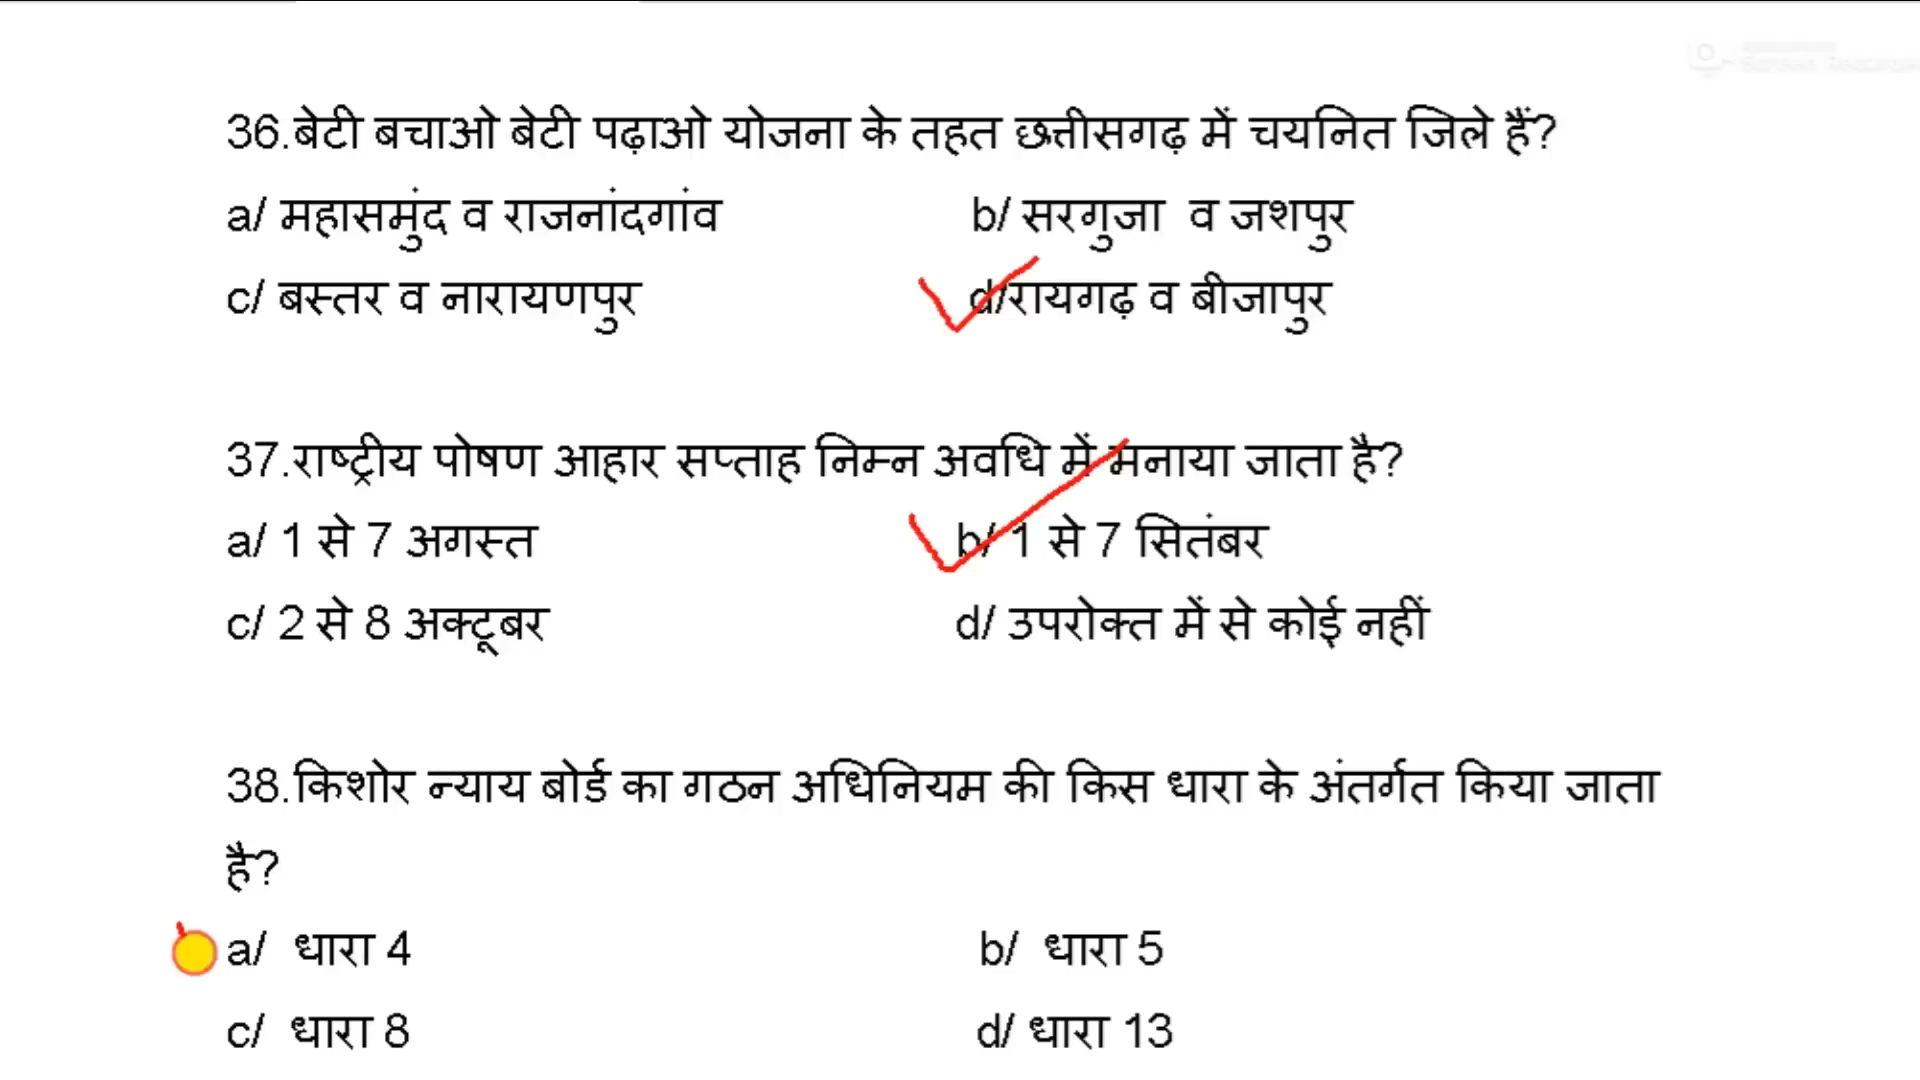 36.बेटी बचाओ बेटी पढ़ाओ योजना के तहत छत्तीसगढ़ में चयनित जिले हैं?
a/ महासमुंद व राजनांदगांव b/ सरगुजा व जशपुर
c/ बस्तर व नारायणपुर d/रायगढ़ व बीजापुर
37.राष्ट्रीय पोषण आहार सप्ताह निम्न अवधि में मनाया जाता है?
a/ 1 से 7 अगस्त b/ 1 से 7 सितंबर
c/ 2 से 8 अक्टूबर d/ उपरोक्त में से कोई नहीं
38.किशोर न्याय बोर्ड का गठन अधिनियम की किस धारा के अंतर्गत किया जाता
है?
a/ धारा 4 b/ धारा 5
c/ धारा 8 d/ धारा 13